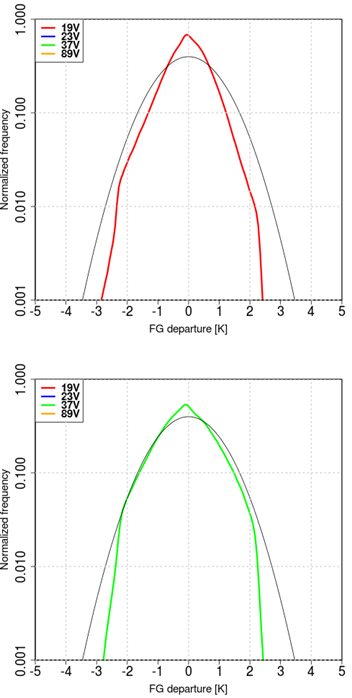 1.000
19V
23V
37V
89V
0.100
Normalized frequency
0.010
0.001
-5 -4 -3 -2 -1 0 1 2 3 4 5
FG departure [K]
1.000
19V
23V
37V
89V
0.100
Normalized frequency
0.010
0.001
-5 -4 -3 -2 -1 0 1 2 3 4 5
FG departure [K]